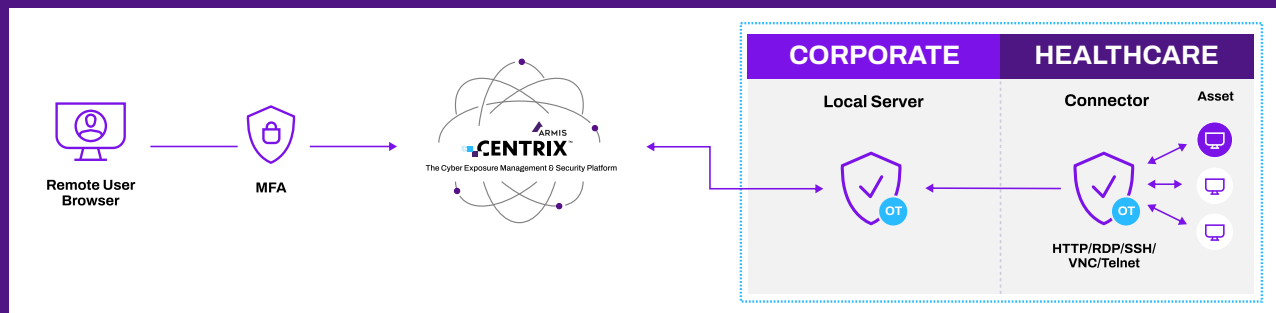 CORPORATE
HEALTHCARE
Local Server
Connector
Asset
ARMIS
CENTRIX™
The Cyber Exposure Management & Security Platform
Remote User
Browser
MFA
OT
OT
HTTP/RDP/SSH/
VNC/Telnet